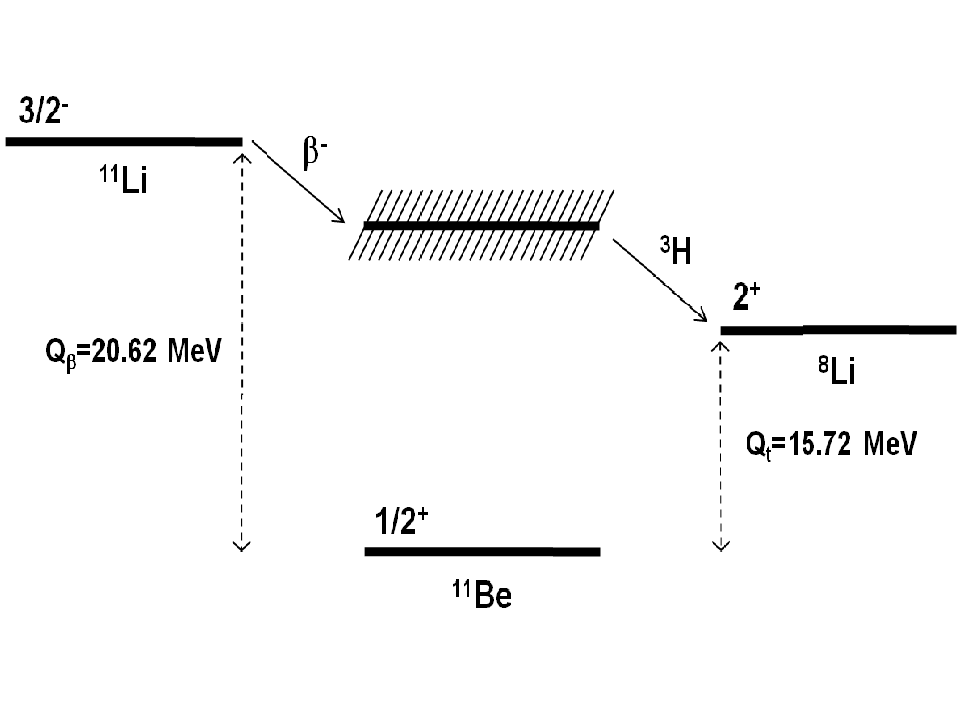 3/2⁻
¹¹Li
β⁻
³H
2⁺
⁸Li
Qᵦ=20.62 MeV
Qₜ=15.72 MeV
1/2⁺
¹¹Be